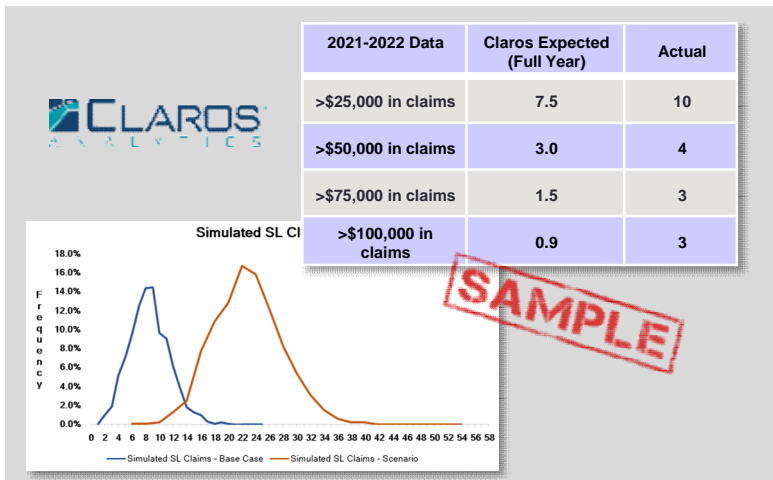 2021-2022 Data
Claros Expected
(Full Year)
Actual
>$25,000 in claims
7.5
10
>$50,000 in claims
3.0
4
>$75,000 in claims
1.5
3
>$100,000 in
claims
0.9
3
CLAROS
ANALYTICS
Simulated SL Cl
SAMPLE
Frequency
18.0%
16.0%
14.0%
12.0%
10.0%
8.0%
6.0%
4.0%
2.0%
0.0%
0 2 4 6 8 10 12 14 16 18 20 22 24 26 28 30 32 34 36 38 40 42 44 46 48 50 52 54 56 58
Simulated SL Claims - Base Case
Simulated SL Claims - Scenario